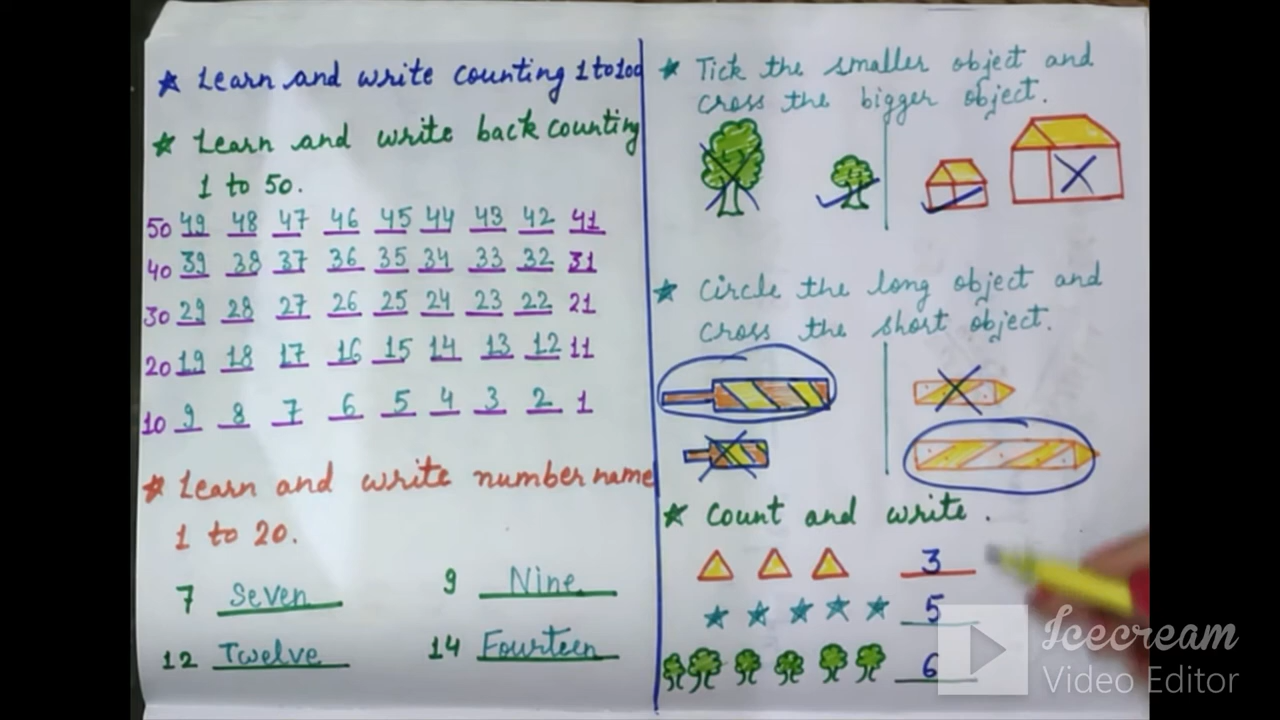 ★ Learn and write counting 1 to 100
★ Learn and write back counting
1 to 50.
50 49 48 47 46 45 44 43 42 41
40 39 38 37 36 35 34 33 32 31
30 29 28 27 26 25 24 23 22 21
20 19 18 17 16 15 14 13 12 11
10 9 8 7 6 5 4 3 2 1
★ Learn and write number name
1 to 20.
7 Seven 9 Nine
12 Twelve 14 Fourteen
★ Tick the smaller object and
cross the bigger object.
★ Circle the long object and
cross the short object.
★ Count and write.
3
5
6
Icecream
Video Editor